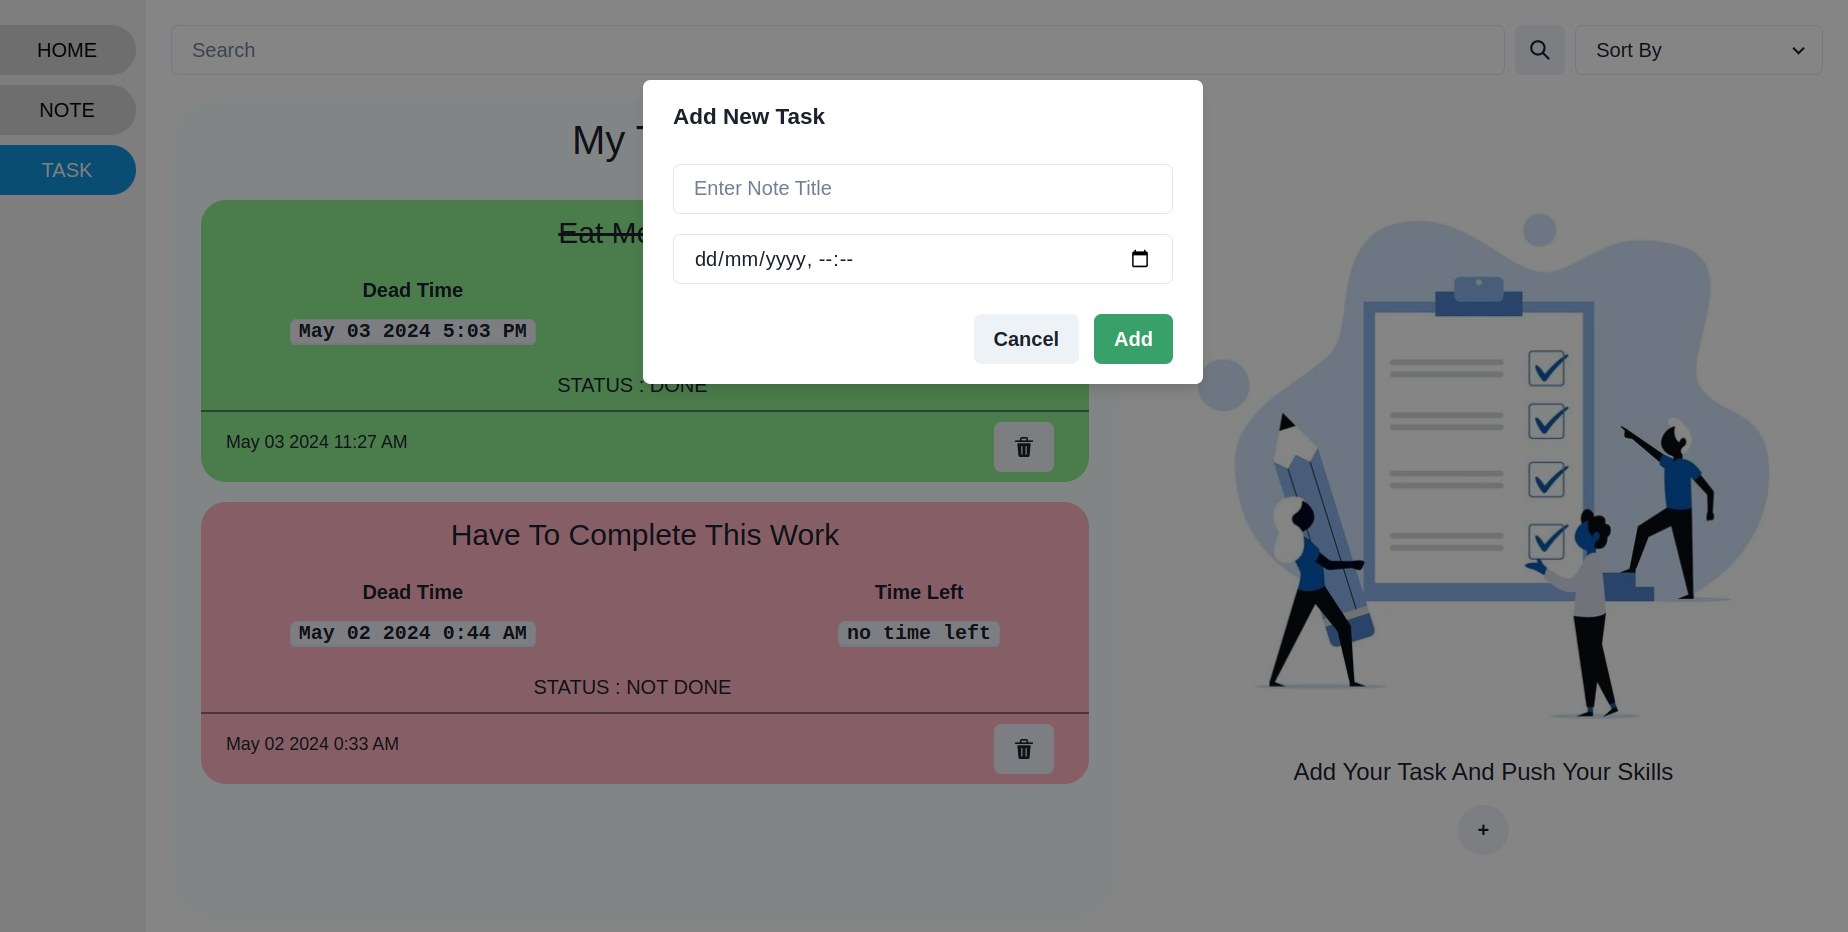 HOME
NOTE
TASK
Search
Sort By
Add New Task
Enter Note Title
dd/mm/yyyy, --:--
Cancel
Add
My
Eat
Dead Time
May 03 2024 5:03 PM
STATUS : DONE
May 03 2024 11:27 AM
Have To Complete This Work
Dead Time
Time Left
May 02 2024 0:44 AM
no time left
STATUS : NOT DONE
May 02 2024 0:33 AM
Add Your Task And Push Your Skills
+